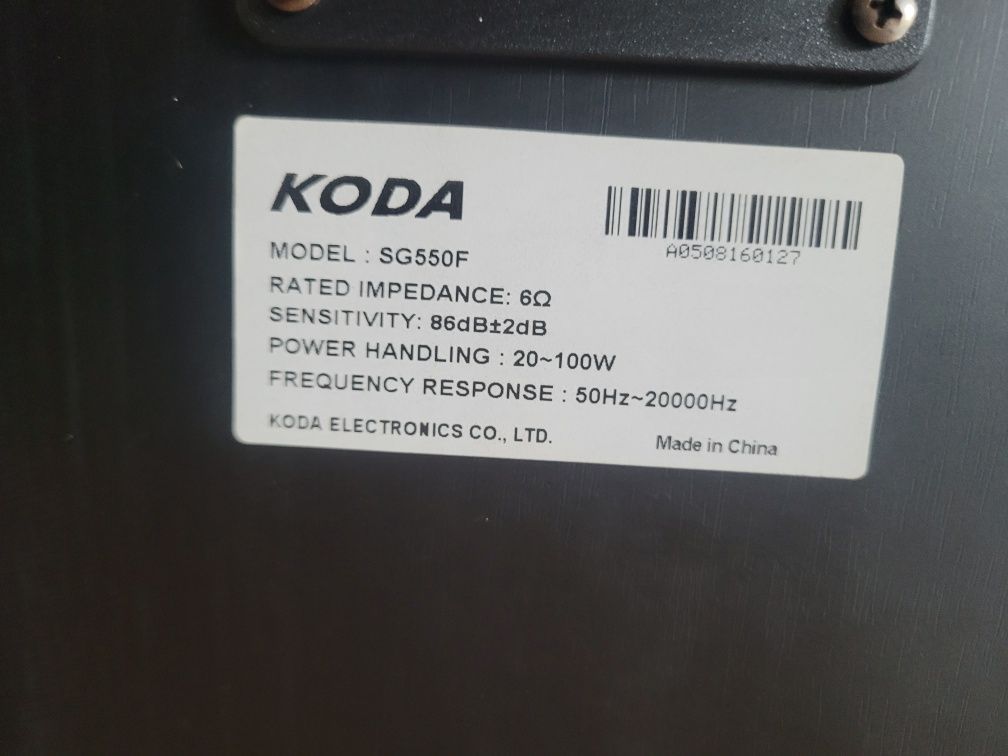 KODA
A0508160127
MODEL : SG550F
RATED IMPEDANCE: 6Ω
SENSITIVITY: 86dB±2dB
POWER HANDLING : 20~100W
FREQUENCY RESPONSE : 50Hz~20000Hz
KODA ELECTRONICS CO., LTD.
Made in China